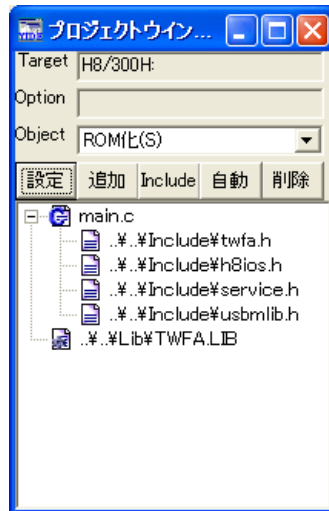 プロジェクトウイン...
Target H8/300H:
Option
Object ROM化(S)
設定 追加 Include 自動 削除
main.c
..¥..¥Include¥twfa.h
..¥..¥Include¥h8ios.h
..¥..¥Include¥service.h
..¥..¥Include¥usbmlib.h
..¥..¥Lib¥TWFA.LIB